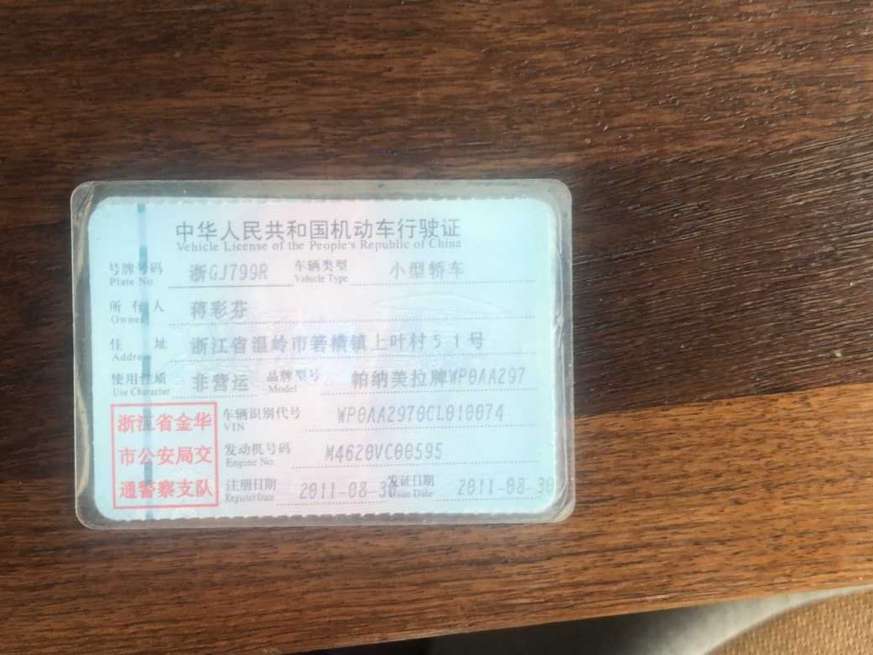 中华人民共和国机动车行驶证
Vehicle License of the People's Republic of China
号牌号码 浙GJ799R 车辆类型 小型轿车
Plate No. Vehicle Type
所有人 蒋彩芬
Owner
住址 浙江省温岭市箬横镇上叶村51号
Address
使用性质 非营运 品牌型号 帕纳美拉牌WP0AA297
Use Character Model
浙江省金华 车辆识别代号 WP0AA2970CL010074
VIN
市公安局交 发动机号码 M4620VC00595
Engine No.
通警察支队 注册日期 2011-08-30 发证日期 2011-08-30
Register Date Issue Date